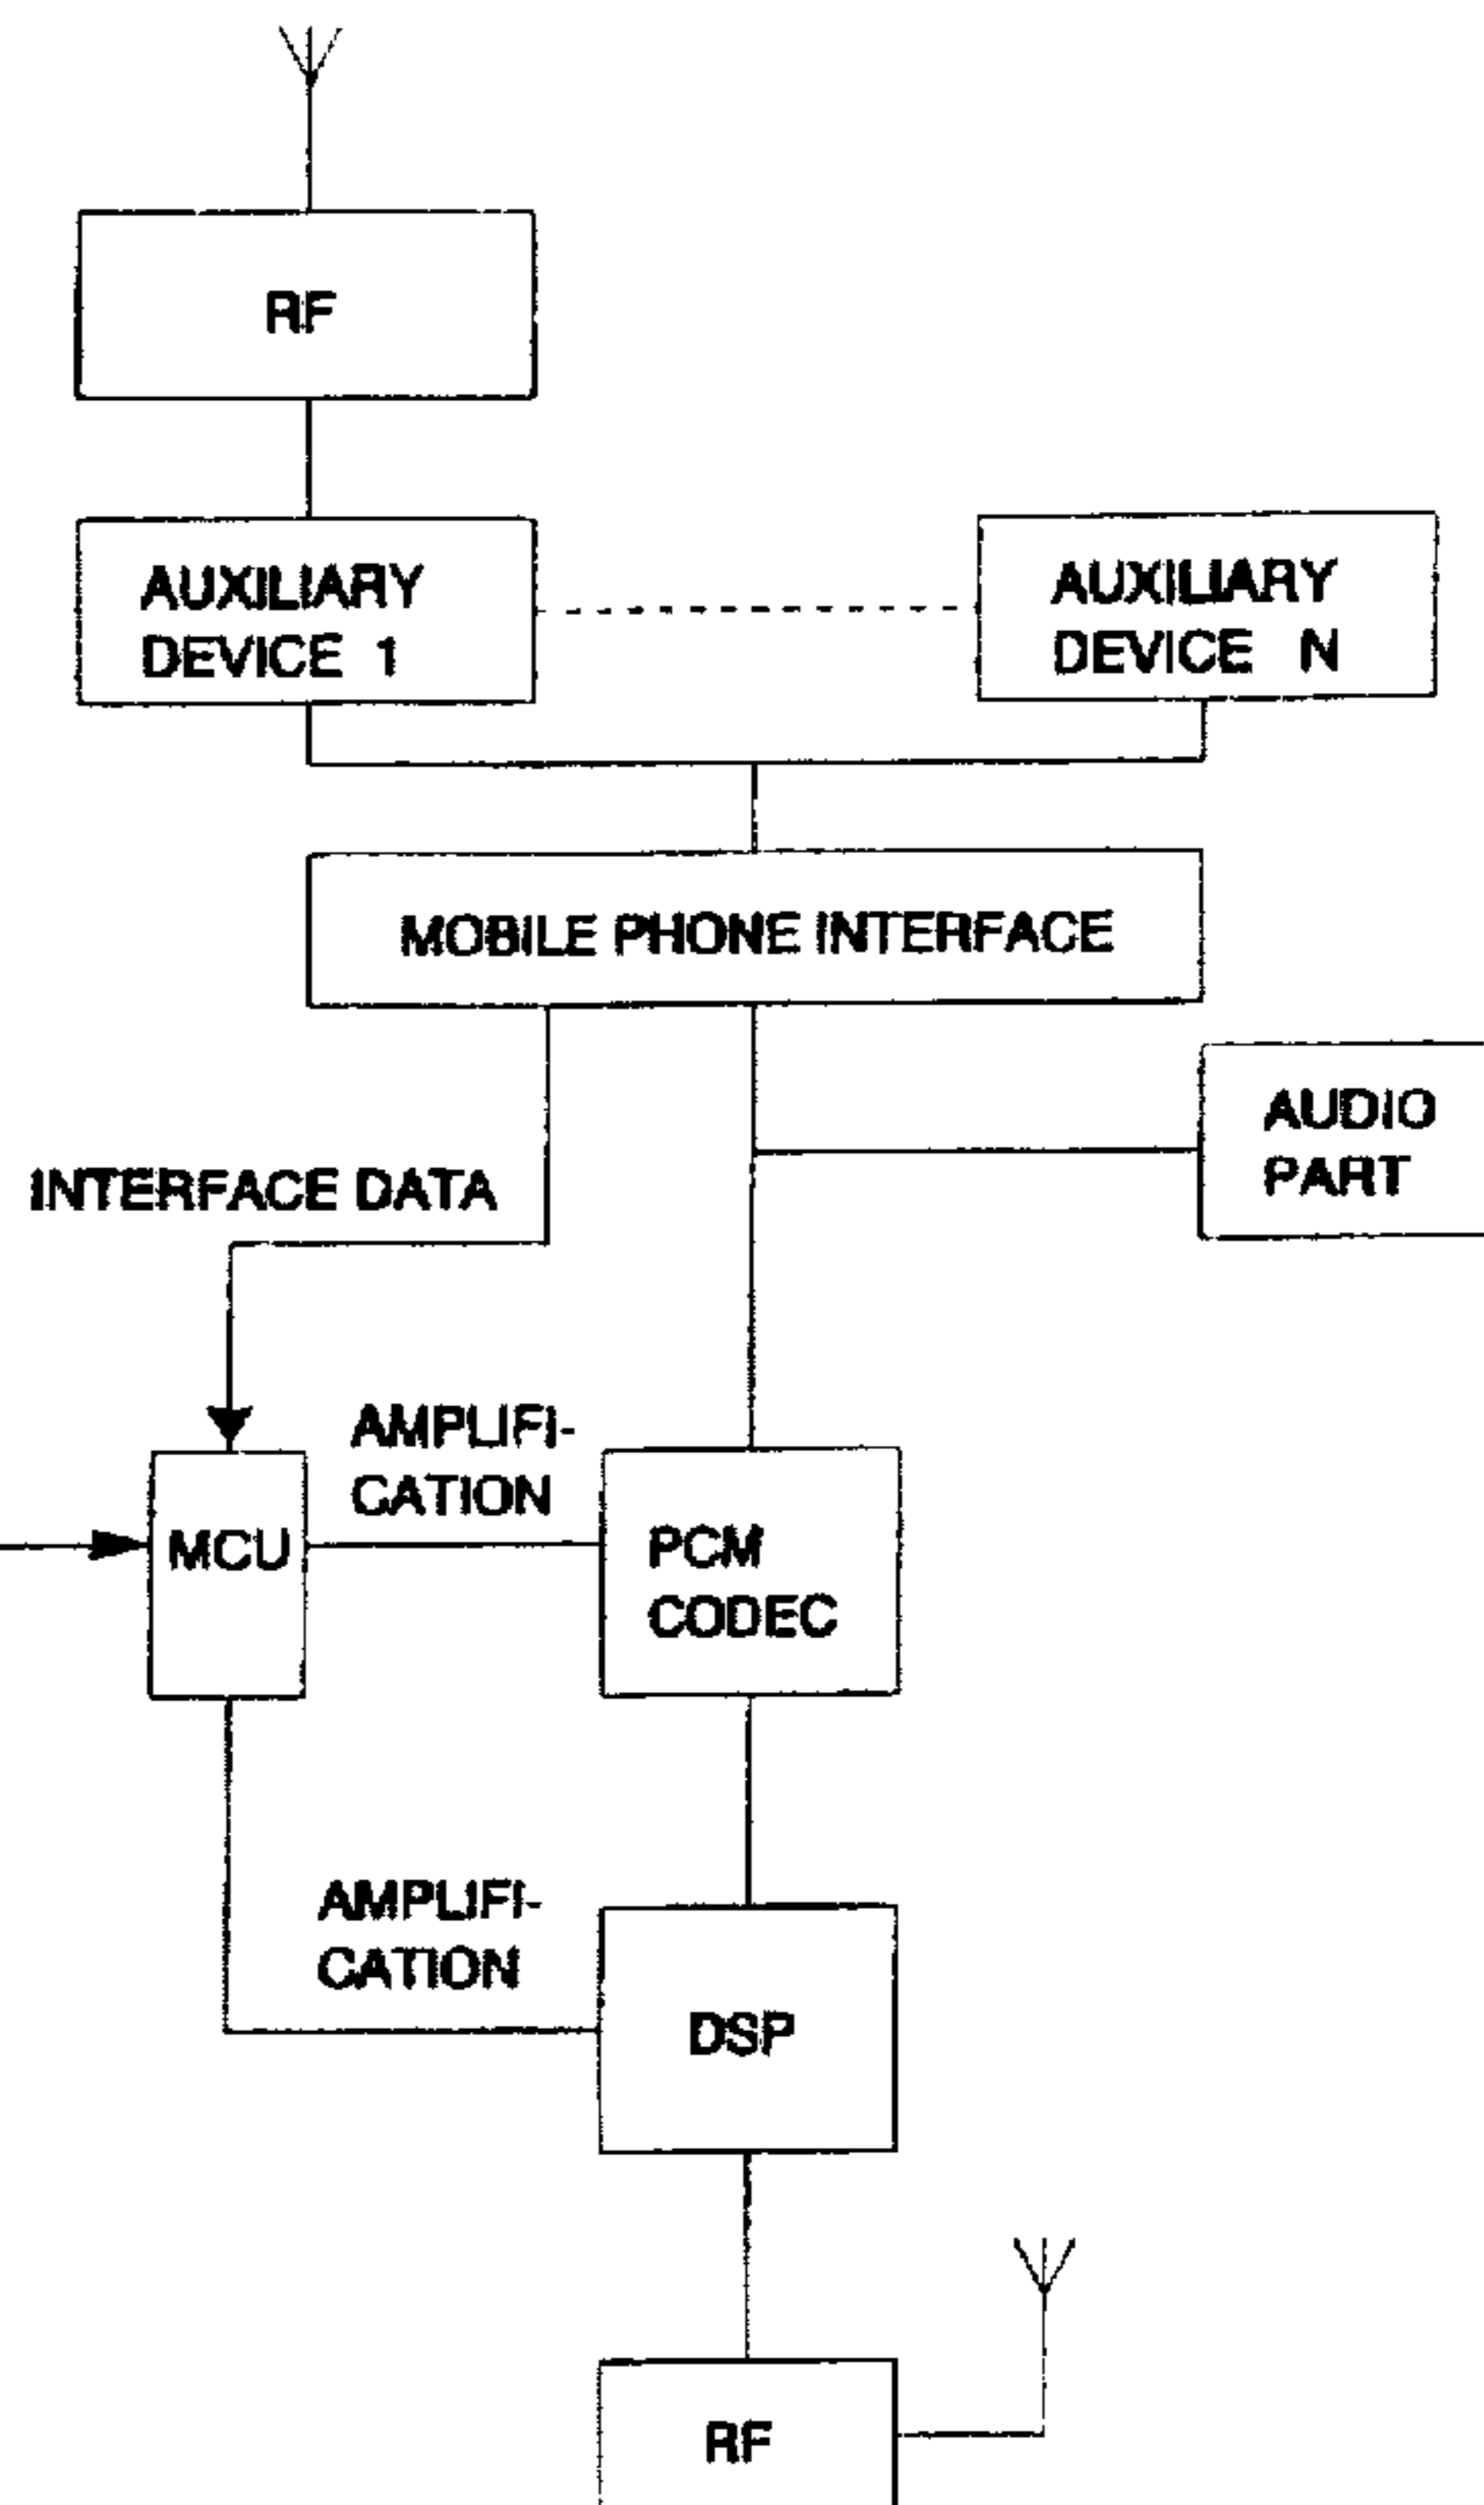 RF
AUXILIARY
DEVICE 1
AUXILIARY
DEVICE N
MOBILE PHONE INTERFACE
AUDIO
PART
INTERFACE DATA
AMPLIFI-
CATION
MCU
PCM
CODEC
AMPLIFI-
CATION
DSP
RF